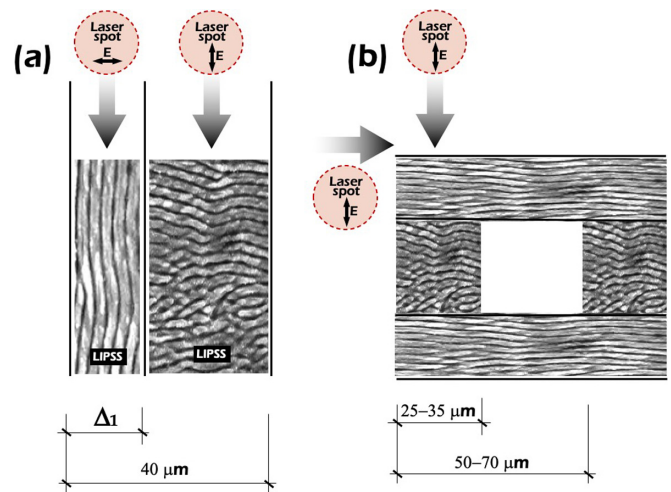 (a)
Laser
spot
E
Laser
spot
E
LIPSS
LIPSS
Δ1
40 μm
(b)
Laser
spot
E
Laser
spot
E
25–35 μm
50–70 μm